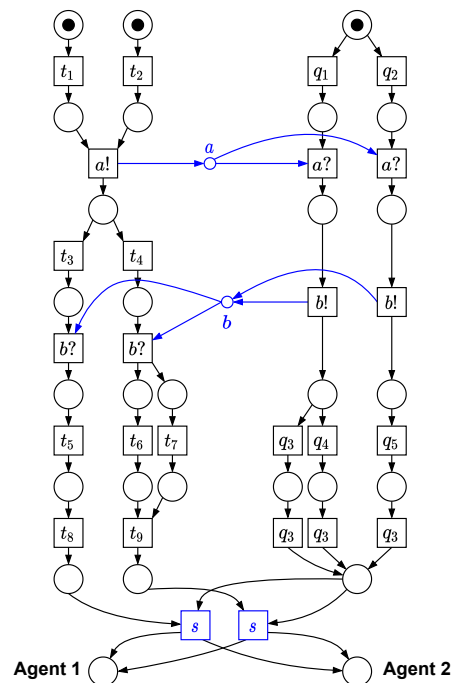 t₁ t₂ q₁ q₂
a
a! a? a?
t₃ t₄
b! b!
b
b? b?
t₅ t₆ t₇ q₃ q₄ q₅
t₈ t₉ q₃ q₃ q₃
s s
Agent 1 Agent 2